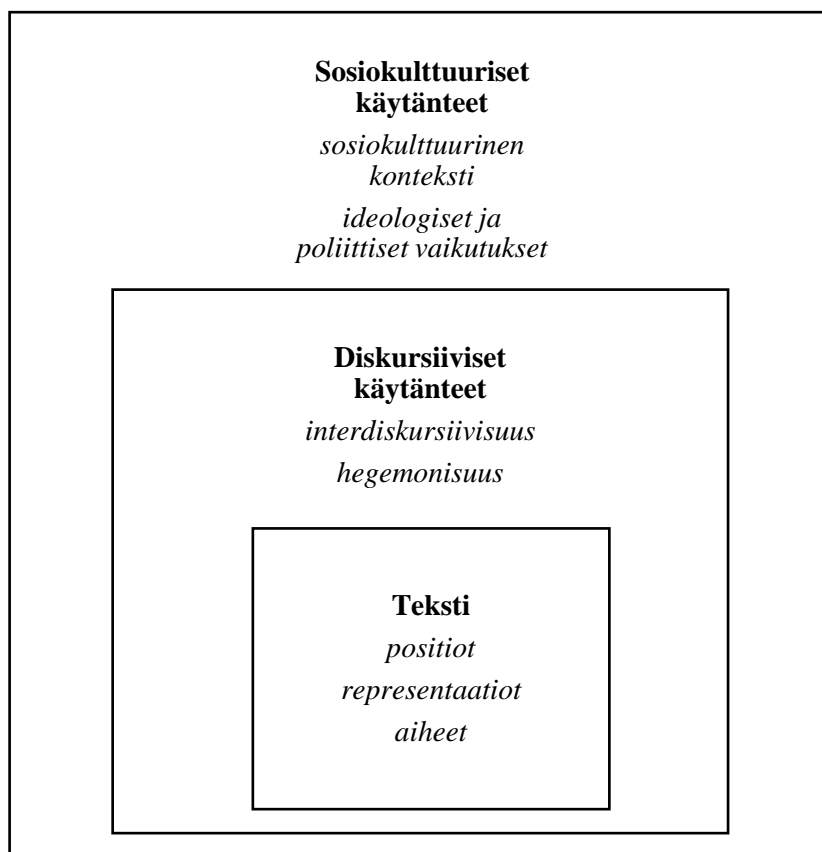 Sosiokulttuuriset
käytänteet
sosiokulttuurinen
konteksti
ideologiset ja
poliittiset vaikutukset
Diskursiiviset
käytänteet
interdiskursiivisuus
hegemonisuus
Teksti
positiot
representaatiot
aiheet